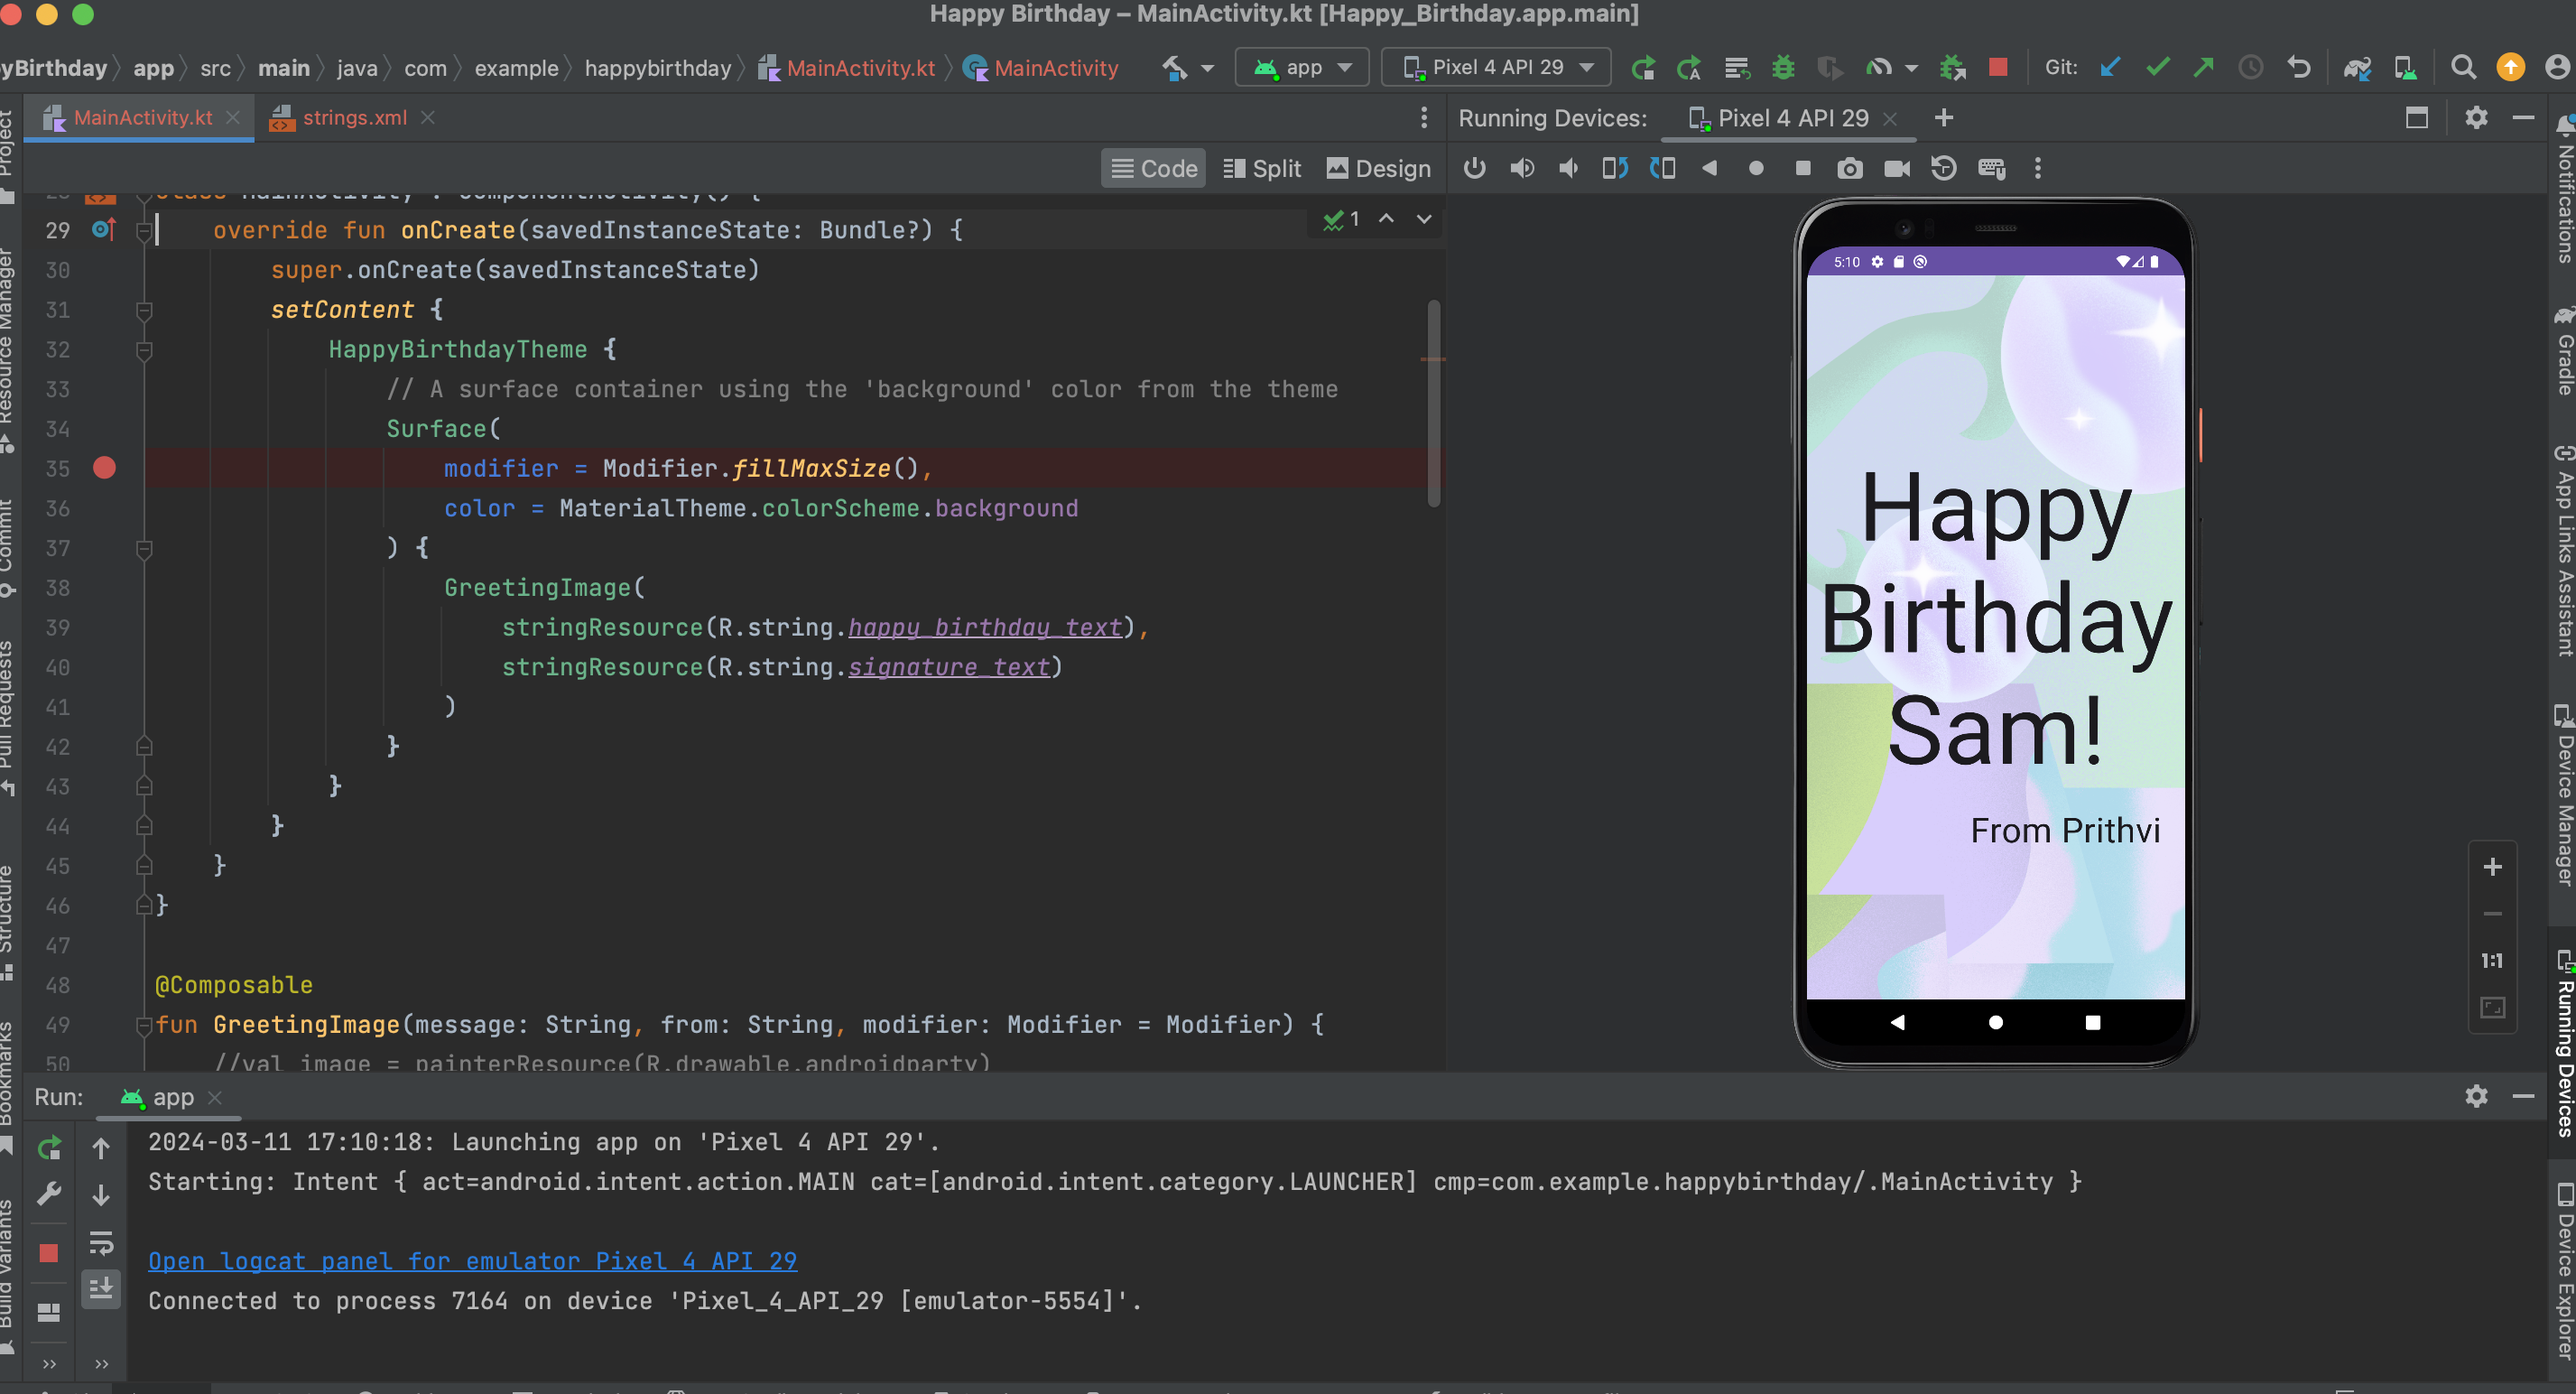 Happy Birthday – MainActivity.kt [Happy_Birthday.app.main]
yBirthday app src main java com example happybirthday MainActivity.kt MainActivity app Pixel 4 API 29 Git:
MainActivity.kt strings.xml
Running Devices: Pixel 4 API 29
Code Split Design
29 override fun onCreate(savedInstanceState: Bundle?) {
1
30 super.onCreate(savedInstanceState)
31 setContent {
32 HappyBirthdayTheme {
33 // A surface container using the 'background' color from the theme
34 Surface(
35 modifier = Modifier.fillMaxSize(),
36 color = MaterialTheme.colorScheme.background
37 ) {
38 GreetingImage(
39 stringResource(R.string.happy_birthday_text),
40 stringResource(R.string.signature_text)
41 )
42 }
43 }
44 }
45 }
46 }
47
48 @Composable
49 fun GreetingImage(message: String, from: String, modifier: Modifier = Modifier) {
50 //val image = painterResource(R.drawable.androidparty)
5:10
Happy
Birthday
Sam!
From Prithvi
1:1
Run: app
2024-03-11 17:10:18: Launching app on 'Pixel 4 API 29'.
Starting: Intent { act=android.intent.action.MAIN cat=[android.intent.category.LAUNCHER] cmp=com.example.happybirthday/.MainActivity }
Open logcat panel for emulator Pixel 4 API 29
Connected to process 7164 on device 'Pixel_4_API_29 [emulator-5554]'.
Project
Resource Manager
Commit
Pull Requests
Structure
Bookmarks
Build Variants
Notifications
Gradle
App Links Assistant
Device Manager
Running Devices
Device Explorer